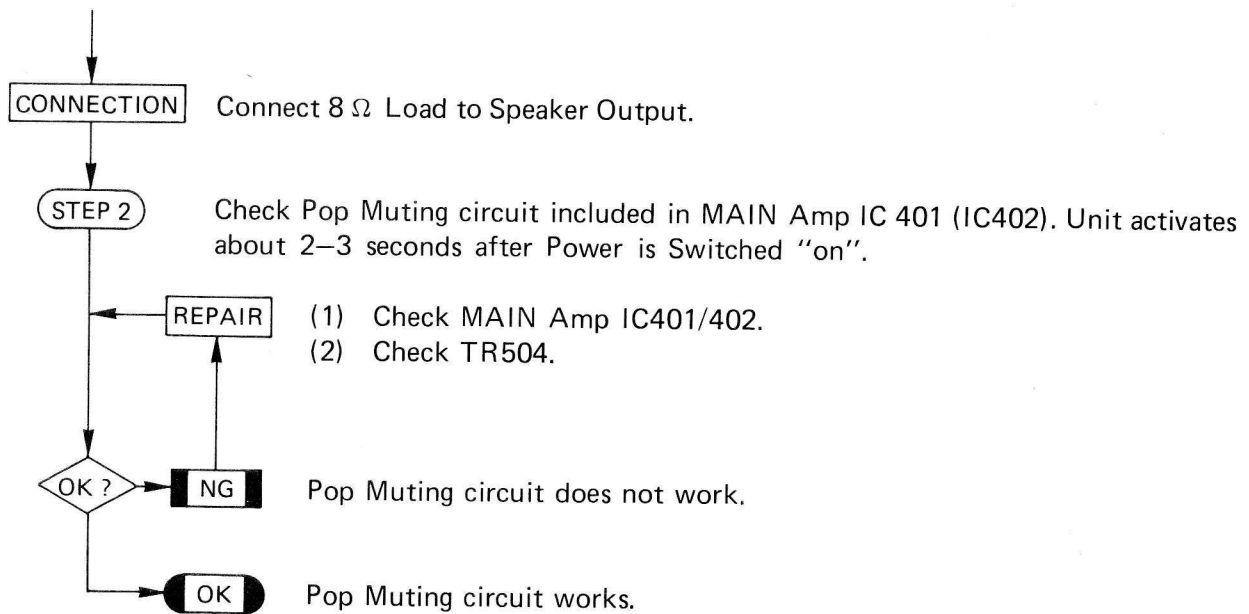 CONNECTION Connect 8 Ω Load to Speaker Output.
STEP 2 Check Pop Muting circuit included in MAIN Amp IC 401 (IC402). Unit activates
about 2–3 seconds after Power is Switched "on".
REPAIR (1) Check MAIN Amp IC401/402.
(2) Check TR504.
OK ? NG Pop Muting circuit does not work.
OK Pop Muting circuit works.